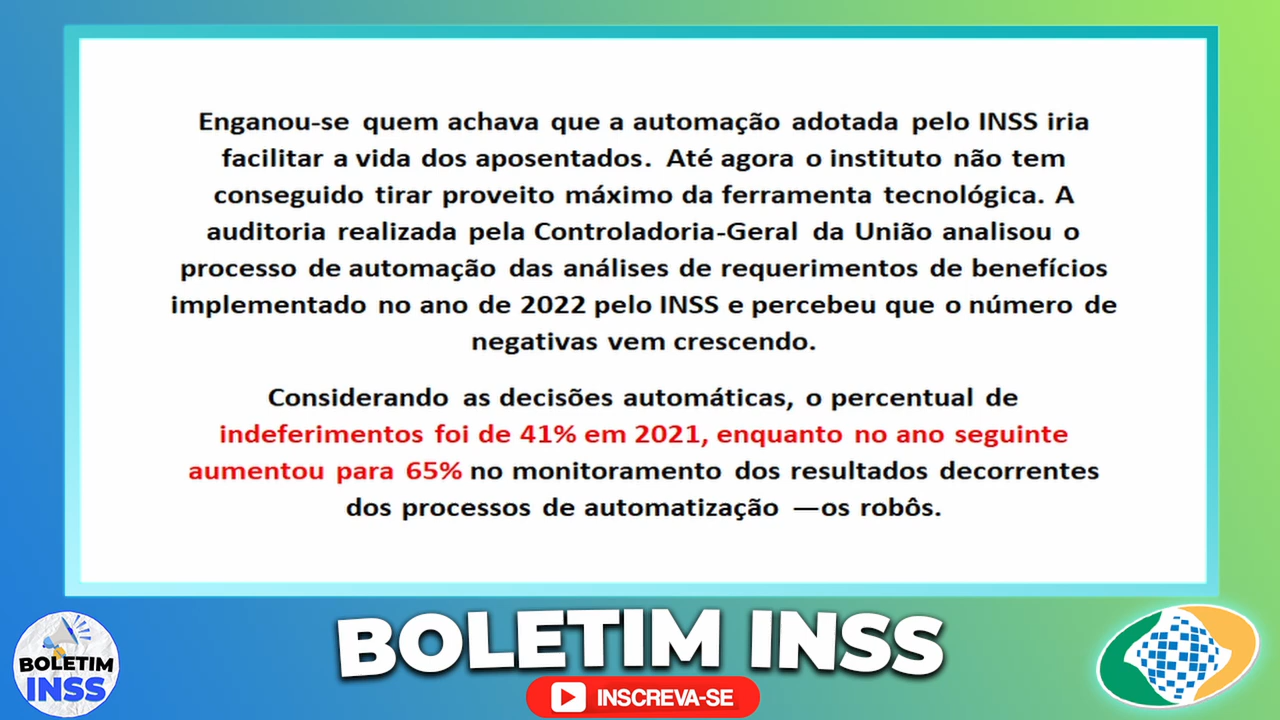 Enganou-se quem achava que a automação adotada pelo INSS iria
facilitar a vida dos aposentados. Até agora o instituto não tem
conseguido tirar proveito máximo da ferramenta tecnológica. A
auditoria realizada pela Controladoria-Geral da União analisou o
processo de automação das análises de requerimentos de benefícios
implementado no ano de 2022 pelo INSS e percebeu que o número de
negativas vem crescendo.
Considerando as decisões automáticas, o percentual de
indeferimentos foi de 41% em 2021, enquanto no ano seguinte
aumentou para 65% no monitoramento dos resultados decorrentes
dos processos de automatização —os robôs.
BOLETIM INSS
INSCREVA-SE
BOLETIM
INSS